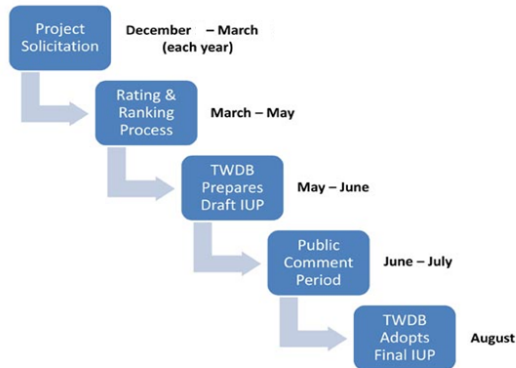 Project
Solicitation
December – March
(each year)
Rating &
Ranking
Process
March – May
TWDB
Prepares
Draft IUP
May – June
Public
Comment
Period
June – July
TWDB
Adopts
Final IUP
August